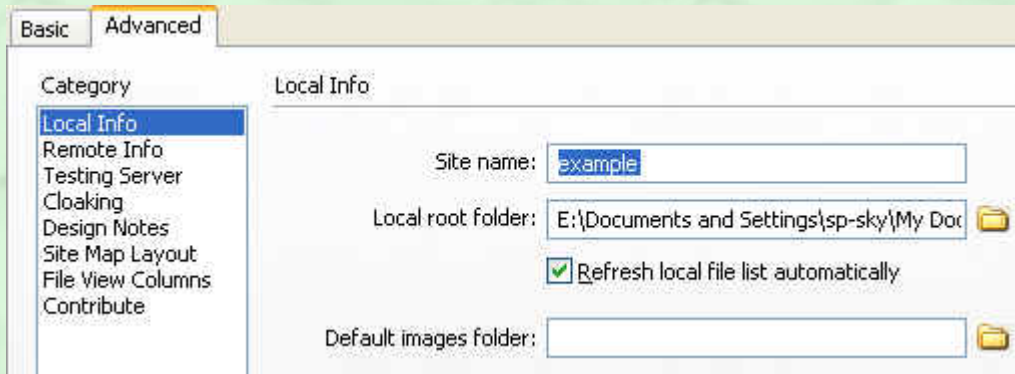 Basic Advanced
Category
Local Info
Remote Info
Testing Server
Cloaking
Design Notes
Site Map Layout
File View Columns
Contribute
Local Info
Site name: example
Local root folder: E:\Documents and Settings\sp-sky\My Doc
Refresh local file list automatically
Default images folder: